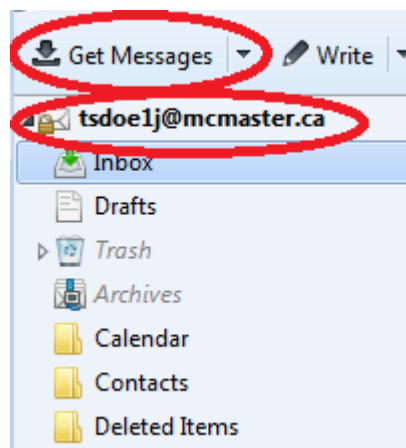 Get Messages Write
tsdoe1j@mcmaster.ca
Inbox
Drafts
Trash
Archives
Calendar
Contacts
Deleted Items